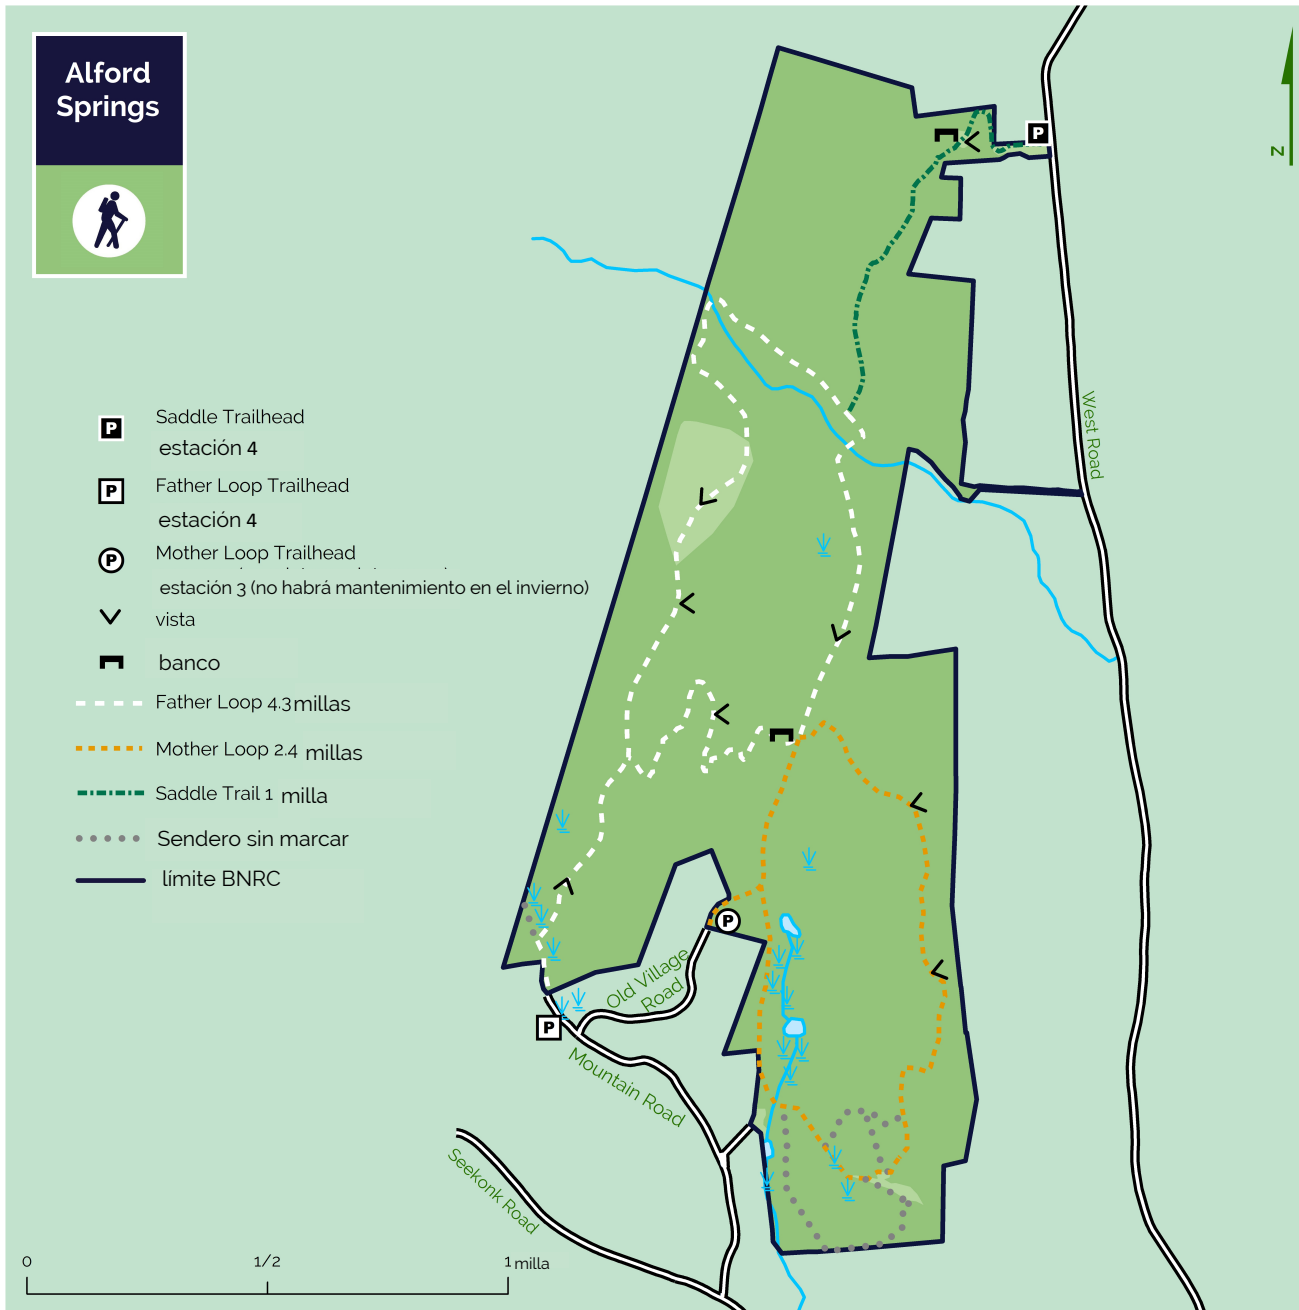 Alford
Springs
P
N
West Road
P Saddle Trailhead
estación 4
P Father Loop Trailhead
estación 4
P Mother Loop Trailhead
estación 3 (no habrá mantenimiento en el invierno)
vista
banco
Father Loop 4.3 millas
Mother Loop 2.4 millas
Saddle Trail 1 milla
Sendero sin marcar
límite BNRC
P
Old Village
Road
P
Mountain Road
Seekonk Road
0 1/2 1 milla